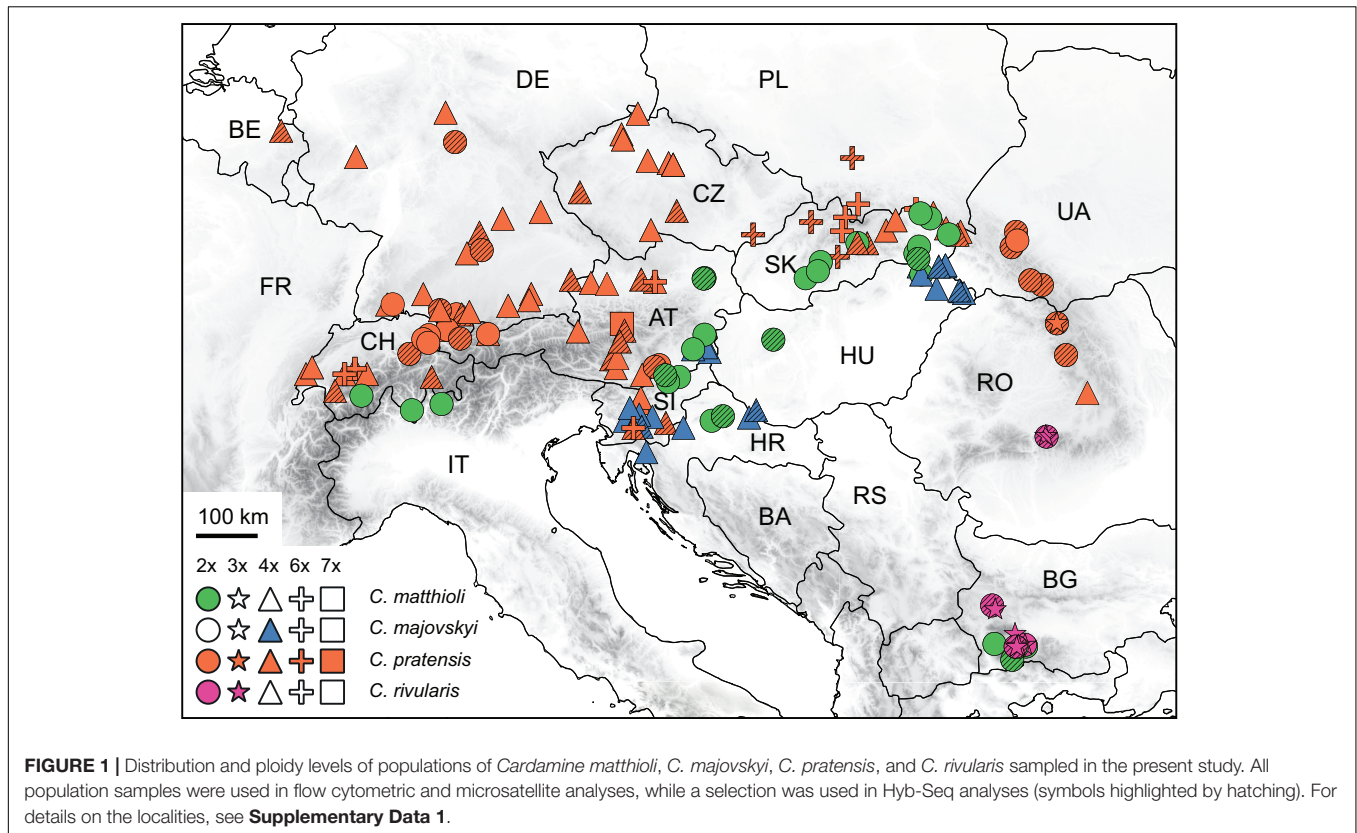 DE
PL
BE
CZ
UA
FR
SK
AT
CH
HU
RO
SI
HR
IT
RS
BA
BG
100 km
2x 3x 4x 6x 7x
C. matthioli
C. majovskyi
C. pratensis
C. rivularis
FIGURE 1 | Distribution and ploidy levels of populations of Cardamine matthioli, C. majovskyi, C. pratensis, and C. rivularis sampled in the present study. All
population samples were used in flow cytometric and microsatellite analyses, while a selection was used in Hyb-Seq analyses (symbols highlighted by hatching). For
details on the localities, see Supplementary Data 1.